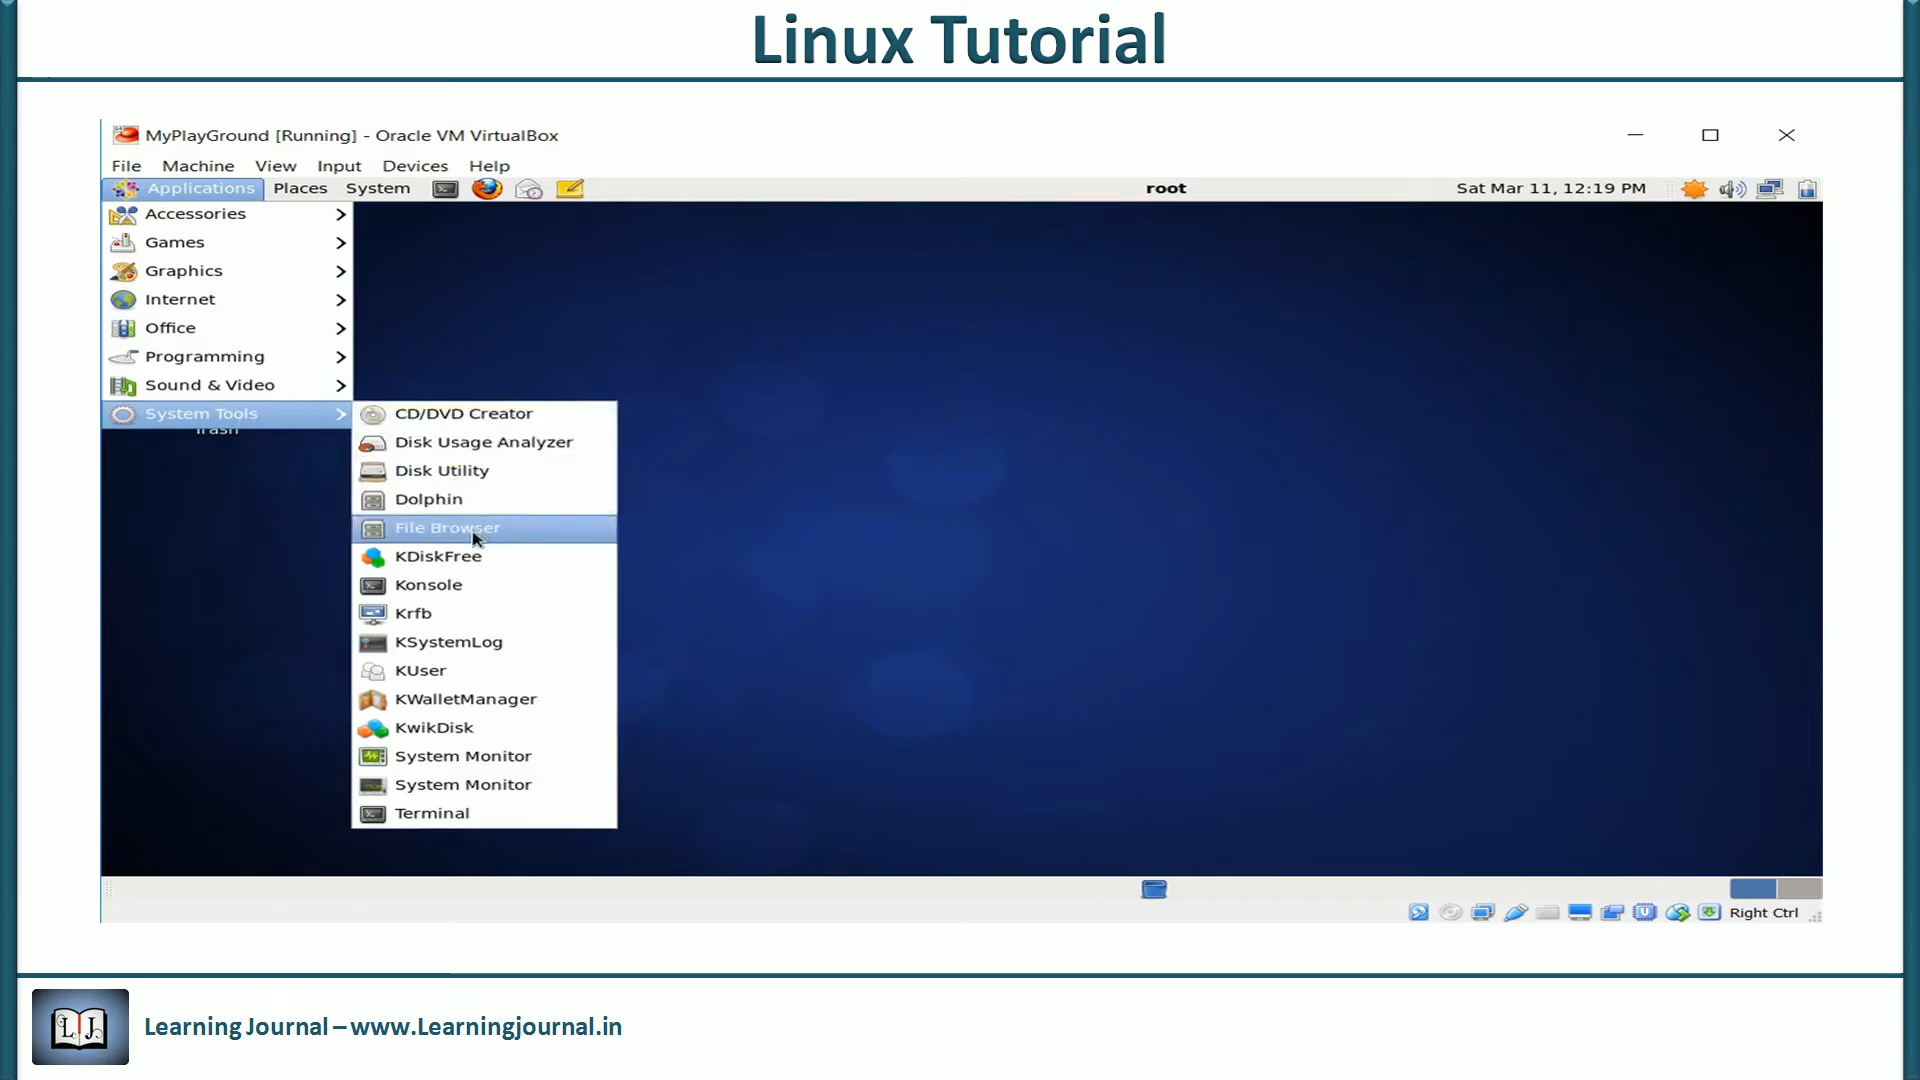 Linux Tutorial
MyPlayGround [Running] - Oracle VM VirtualBox
File Machine View Input Devices Help
Applications Places System root Sat Mar 11, 12:19 PM
Accessories
Games
Graphics
Internet
Office
Programming
Sound & Video
System Tools
Trash
CD/DVD Creator
Disk Usage Analyzer
Disk Utility
Dolphin
File Browser
KDiskFree
Konsole
Krfb
KSystemLog
KUser
KWalletManager
KwikDisk
System Monitor
System Monitor
Terminal
Right Ctrl
LJ
Learning Journal – www.Learningjournal.in